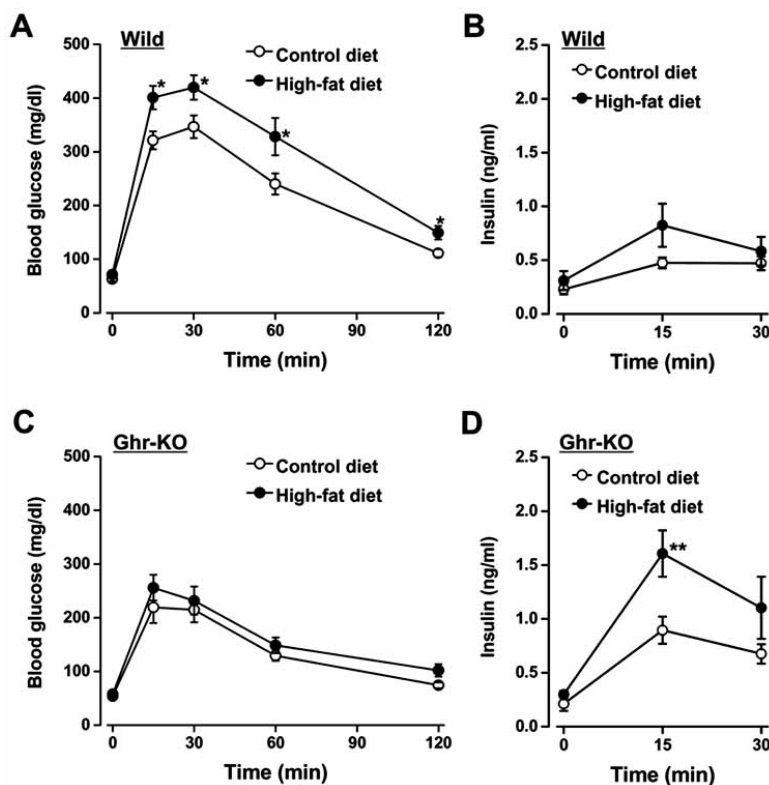 A
Wild
Control diet
High-fat diet
Blood glucose (mg/dl)
500
400
300
200
100
0
*
*
*
*
0 30 60 90 120
Time (min)
B
Wild
Control diet
High-fat diet
Insulin (ng/ml)
2.5
2.0
1.5
1.0
0.5
0.0
0 15 30
Time (min)
C
Ghr-KO
Control diet
High-fat diet
Blood glucose (mg/dl)
500
400
300
200
100
0
0 30 60 90 120
Time (min)
D
Ghr-KO
Control diet
High-fat diet
Insulin (ng/ml)
2.5
2.0
1.5
1.0
0.5
0.0
**
0 15 30
Time (min)